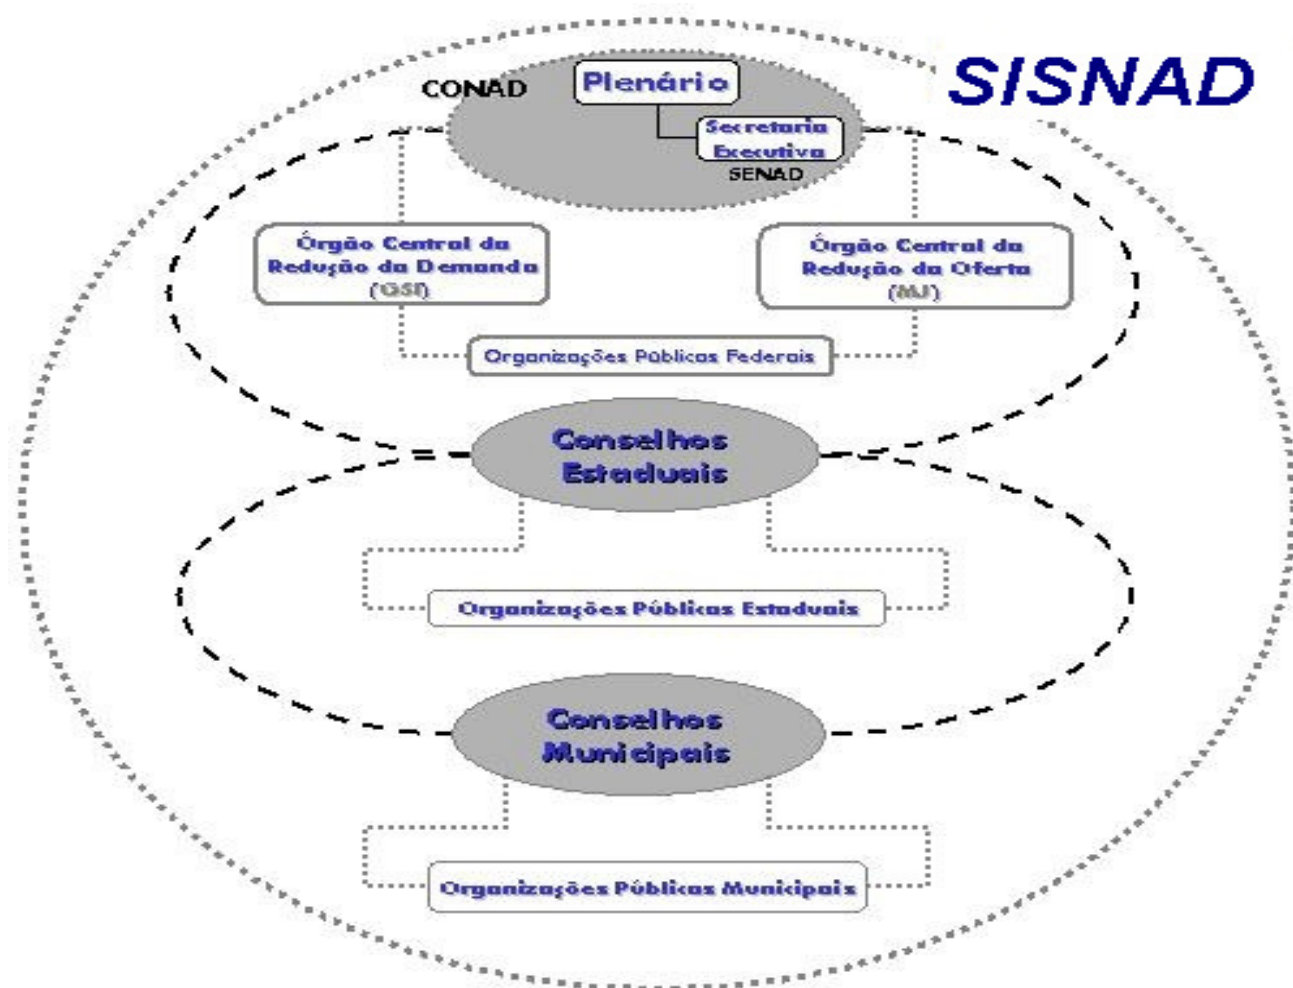 SISNAD
CONAD
Plenário
Secretaria
Executiva
SENAD
Órgão Central da
Redução da Demanda
(GSI)
Órgão Central da
Redução da Oferta
(MJ)
Organizações Públicas Federais
Conselhos
Estaduais
Organizações Públicas Estaduais
Conselhos
Municipais
Organizações Públicas Municipais